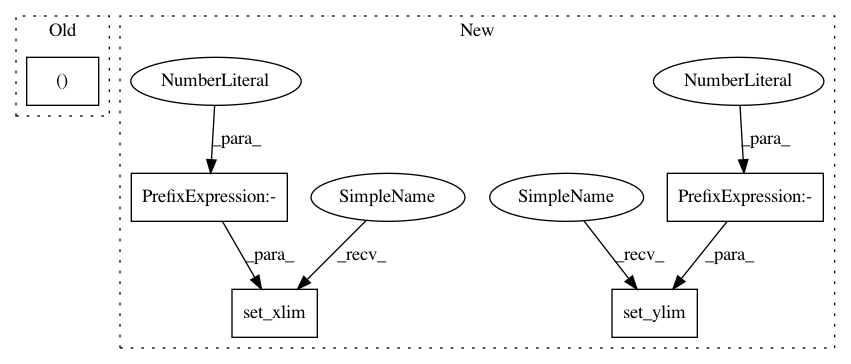 Old
New
()
NumberLiteral
NumberLiteral
_para_
_para_
PrefixExpression:-
SimpleName
SimpleName
PrefixExpression:-
_para_
_recv_
_recv_
_para_
set_xlim
set_ylim